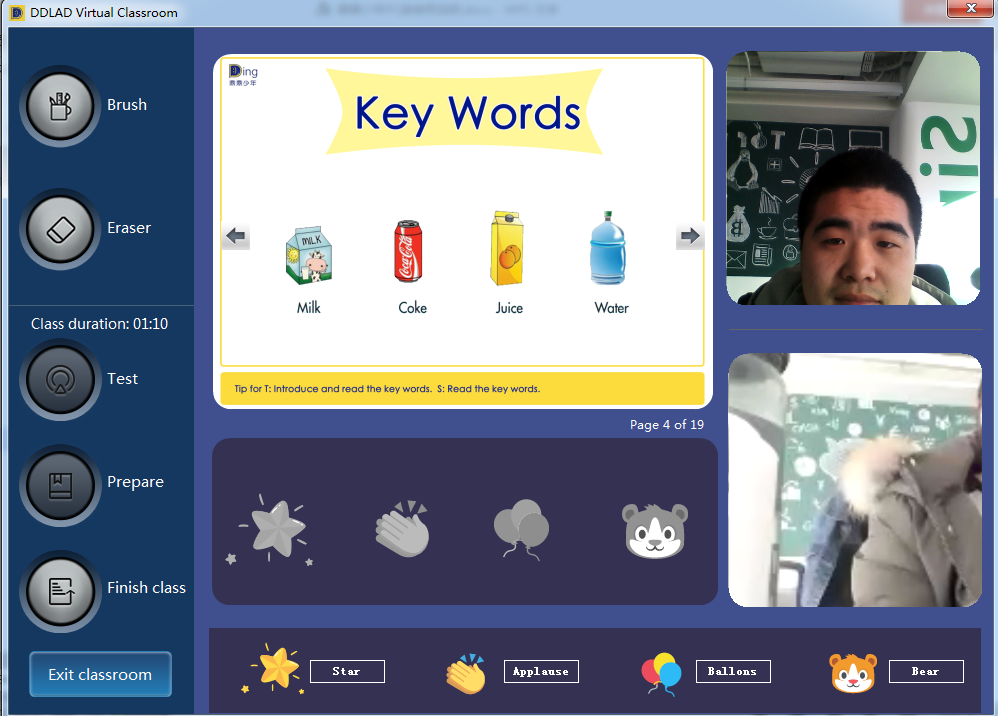 DDLAD Virtual Classroom
Brush
Eraser
Class duration: 01:10
Test
Prepare
Finish class
Exit classroom
Ding
鼎鼎少年
Key Words
MILK
Coca-Cola
Milk
Coke
Juice
Water
Tip for T: Introduce and read the key words. S: Read the key words.
Page 4 of 19
Star
Applause
Ballons
Bear